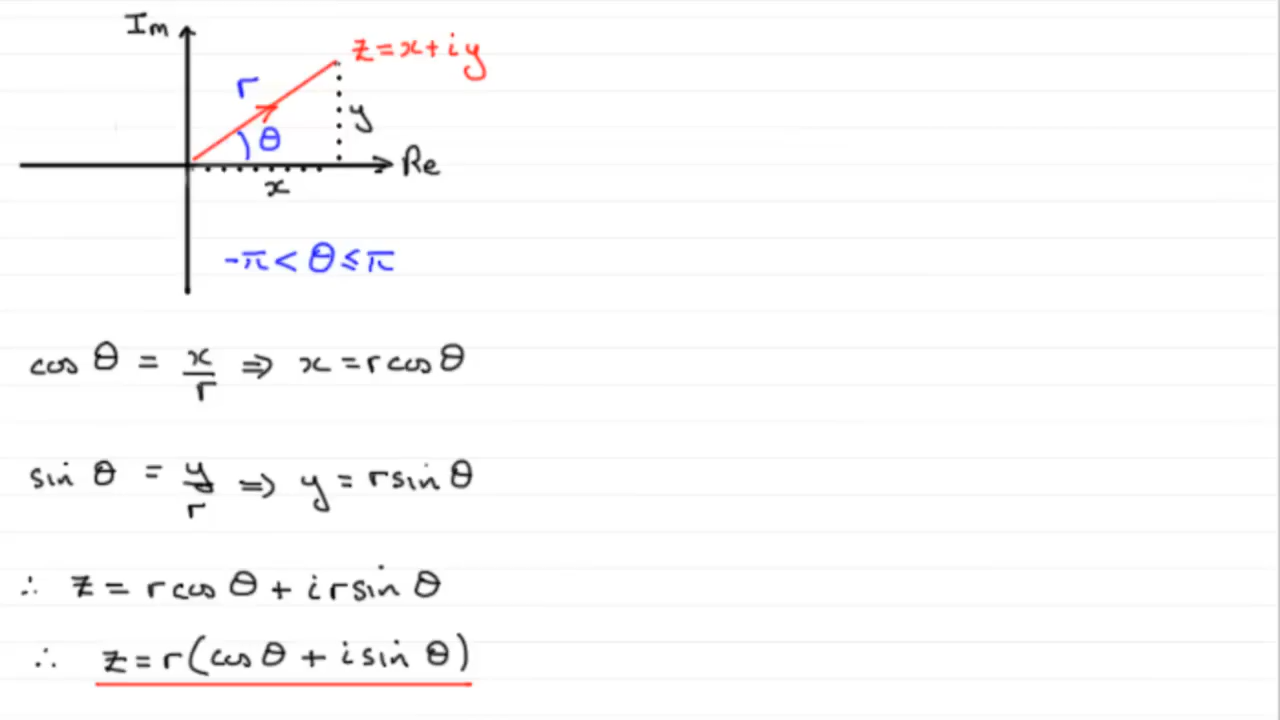 Im
z=x+iy
r
θ
y
Re
x
-π < θ ≤ π
cos θ = x/r ⇒ x = r cos θ
sin θ = y/r ⇒ y = r sin θ
∴ z = r cos θ + i r sin θ
∴ z = r(cos θ + i sin θ)